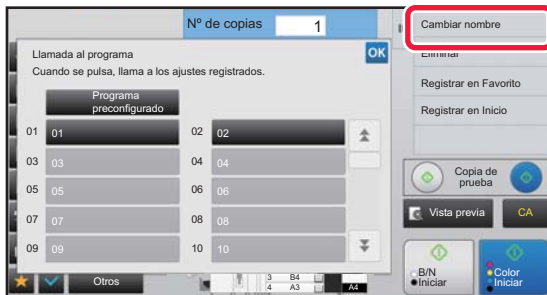 Nº de copias 1
Llamada al programa
OK
Cuando se pulsa, llama a los ajustes registrados.
Programa
preconfigurado
01 01
02 02
03 03
04 04
05 05
06 06
07 07
08 08
09 09
10 10
Otros
3 B4
4 A3
A4
Cambiar nombre
Eliminar
Registrar en Favorito
Registrar en Inicio
Copia de
prueba
Vista previa
CA
B/N
Iniciar
Color
Iniciar